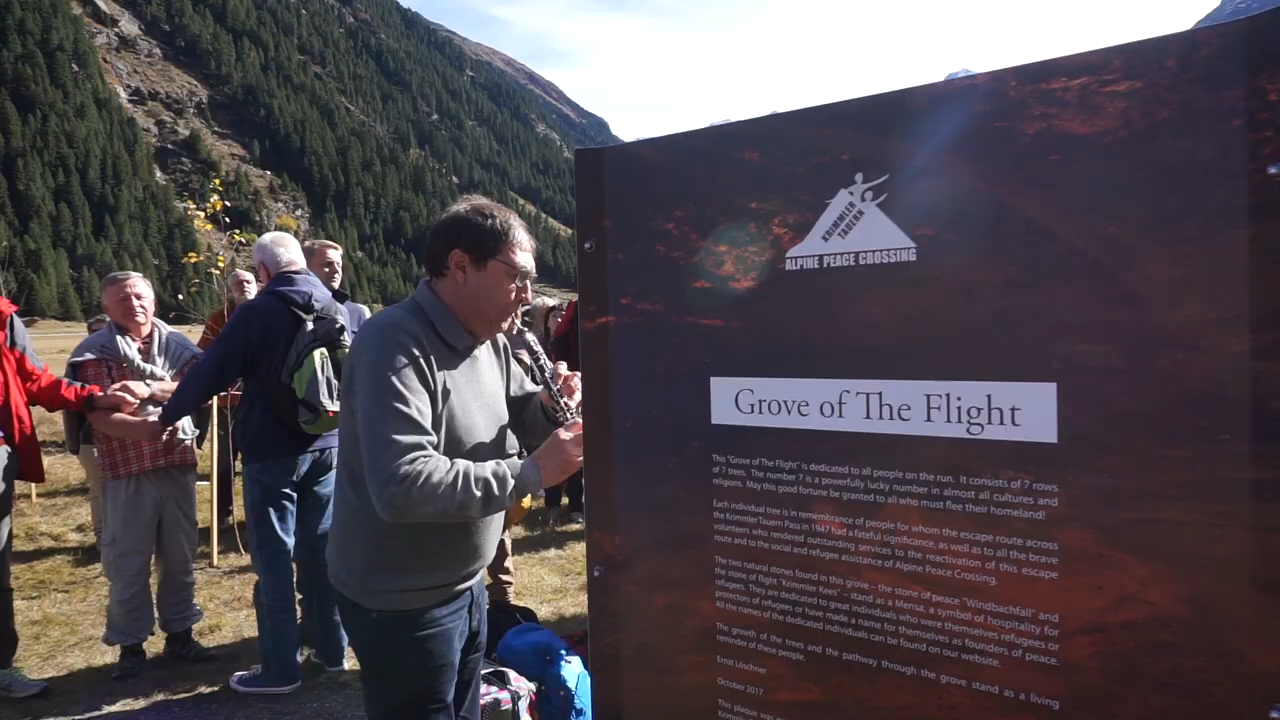 KRIMMLER
TAUERN
ALPINE PEACE CROSSING
Grove of The Flight
This "Grove of The Flight" is dedicated to all people on the run. It consists of 7 rows
of 7 trees. The number 7 is a powerfully lucky number in almost all cultures and
religions. May this good fortune be granted to all who must flee their homeland!
Each individual tree is in remembrance of people for whom the escape route across
the Krimmler Tauern Pass in 1947 had a fateful significance, as well as to all the brave
volunteers who rendered outstanding services to the reactivation of this escape
route and to the social and refugee assistance of Alpine Peace Crossing.
The two natural stones found in this grove – the stone of peace "Windbachfall" and
the stone of flight "Krimmler Kees" – stand as a Mensa, a symbol of hospitality for
refugees. They are dedicated to great individuals who were themselves refugees or
protectors of refugees or have made a name for themselves as founders of peace.
All the names of the dedicated individuals can be found on our website.
The growth of the trees and the pathway through the grove stand as a living
reminder of these people.
Ernst Löschner
October 2017
This plaque was